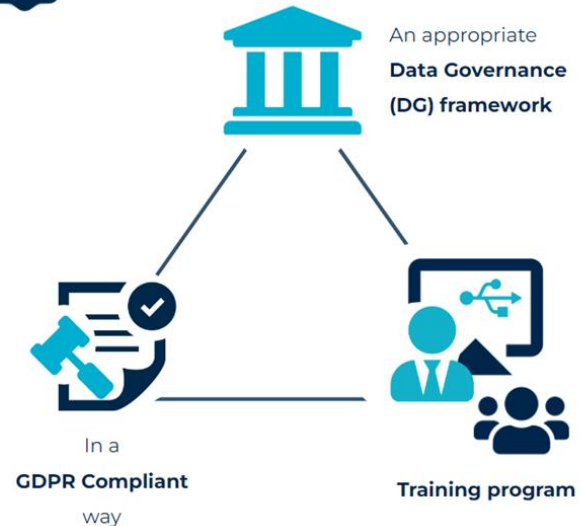 An appropriate
Data Governance
(DG) framework
In a
GDPR Compliant
way
Training program